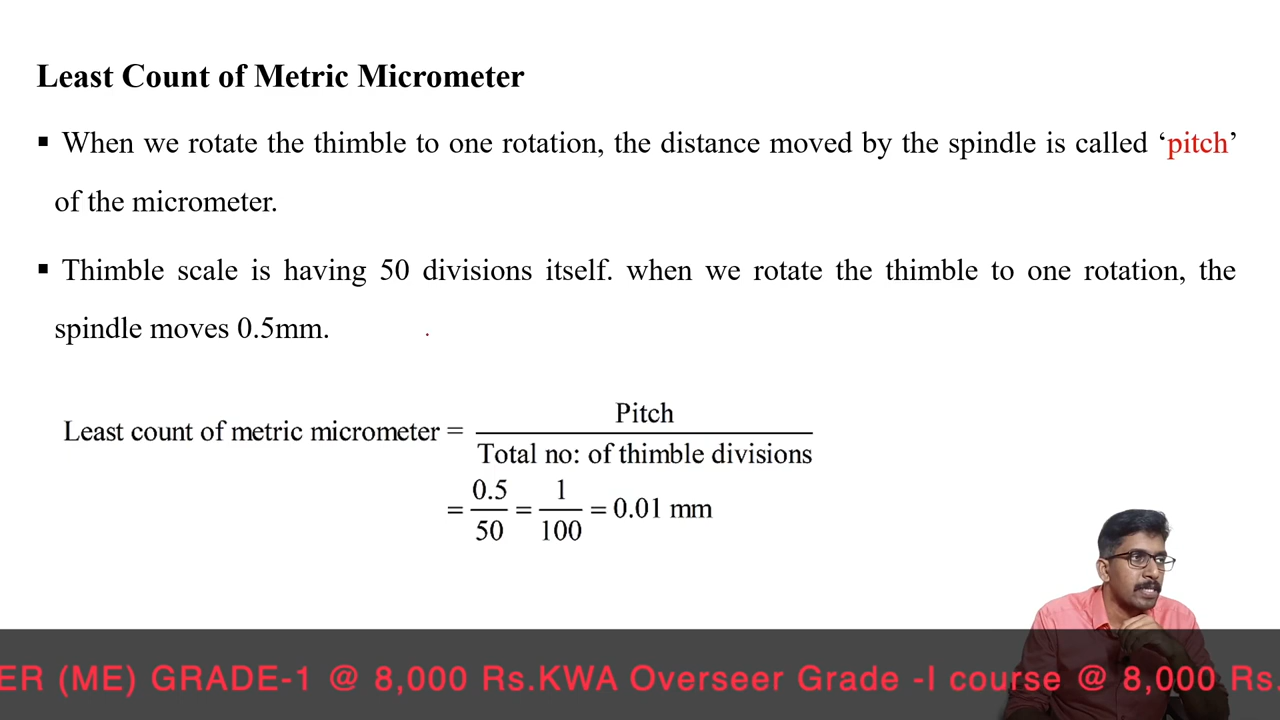 Least Count of Metric Micrometer
▪ When we rotate the thimble to one rotation, the distance moved by the spindle is called ‘pitch’
of the micrometer.
▪ Thimble scale is having 50 divisions itself. when we rotate the thimble to one rotation, the
spindle moves 0.5mm.
Least count of metric micrometer = Pitch / Total no: of thimble divisions
= 0.5/50 = 1/100 = 0.01 mm
ER (ME) GRADE-1 @ 8,000 Rs.KWA Overseer Grade -I course @ 8,000 Rs.